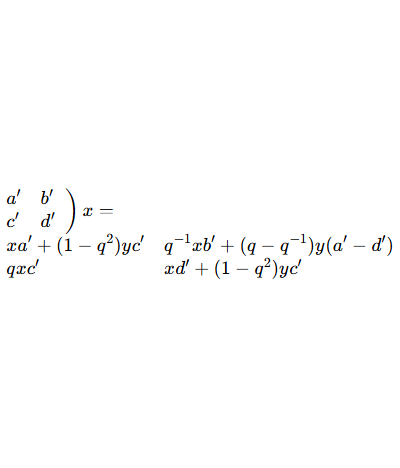 a′ b′
c′ d′ ) x =
xa′ + (1 − q²)yc′ q⁻¹xb′ + (q − q⁻¹)y(a′ − d′)
qxc′ xd′ + (1 − q²)yc′